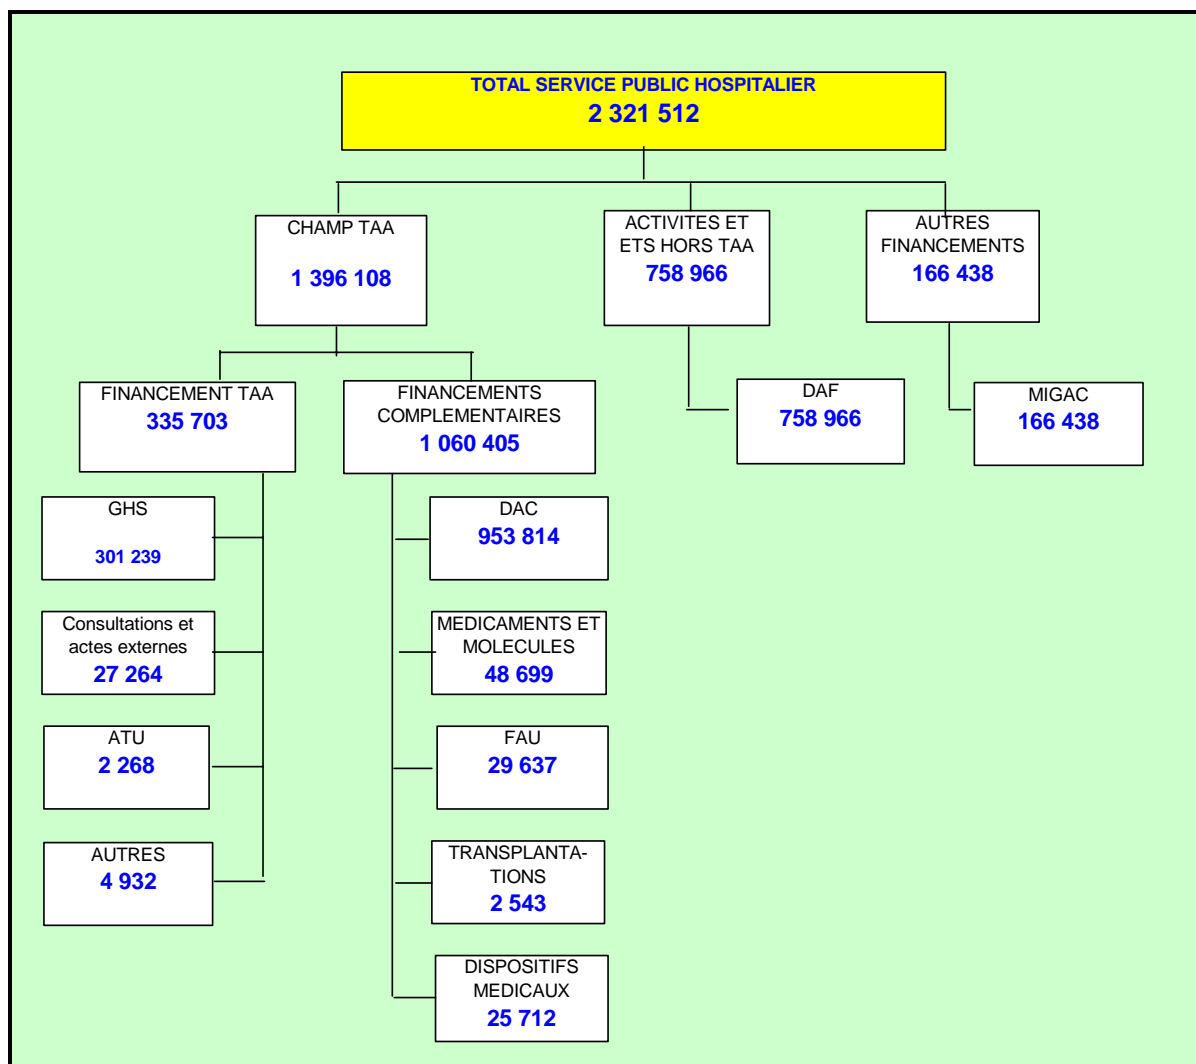 TOTAL SERVICE PUBLIC HOSPITALIER
2 321 512
CHAMP TAA
1 396 108
ACTIVITES ET
ETS HORS TAA
758 966
AUTRES
FINANCEMENTS
166 438
FINANCEMENT TAA
335 703
FINANCEMENTS
COMPLEMENTAIRES
1 060 405
DAF
758 966
MIGAC
166 438
GHS
301 239
DAC
953 814
Consultations et
actes externes
27 264
MEDICAMENTS ET
MOLECULES
48 699
ATU
2 268
FAU
29 637
AUTRES
4 932
TRANSPLANTA-
TIONS
2 543
DISPOSITIFS
MEDICAUX
25 712